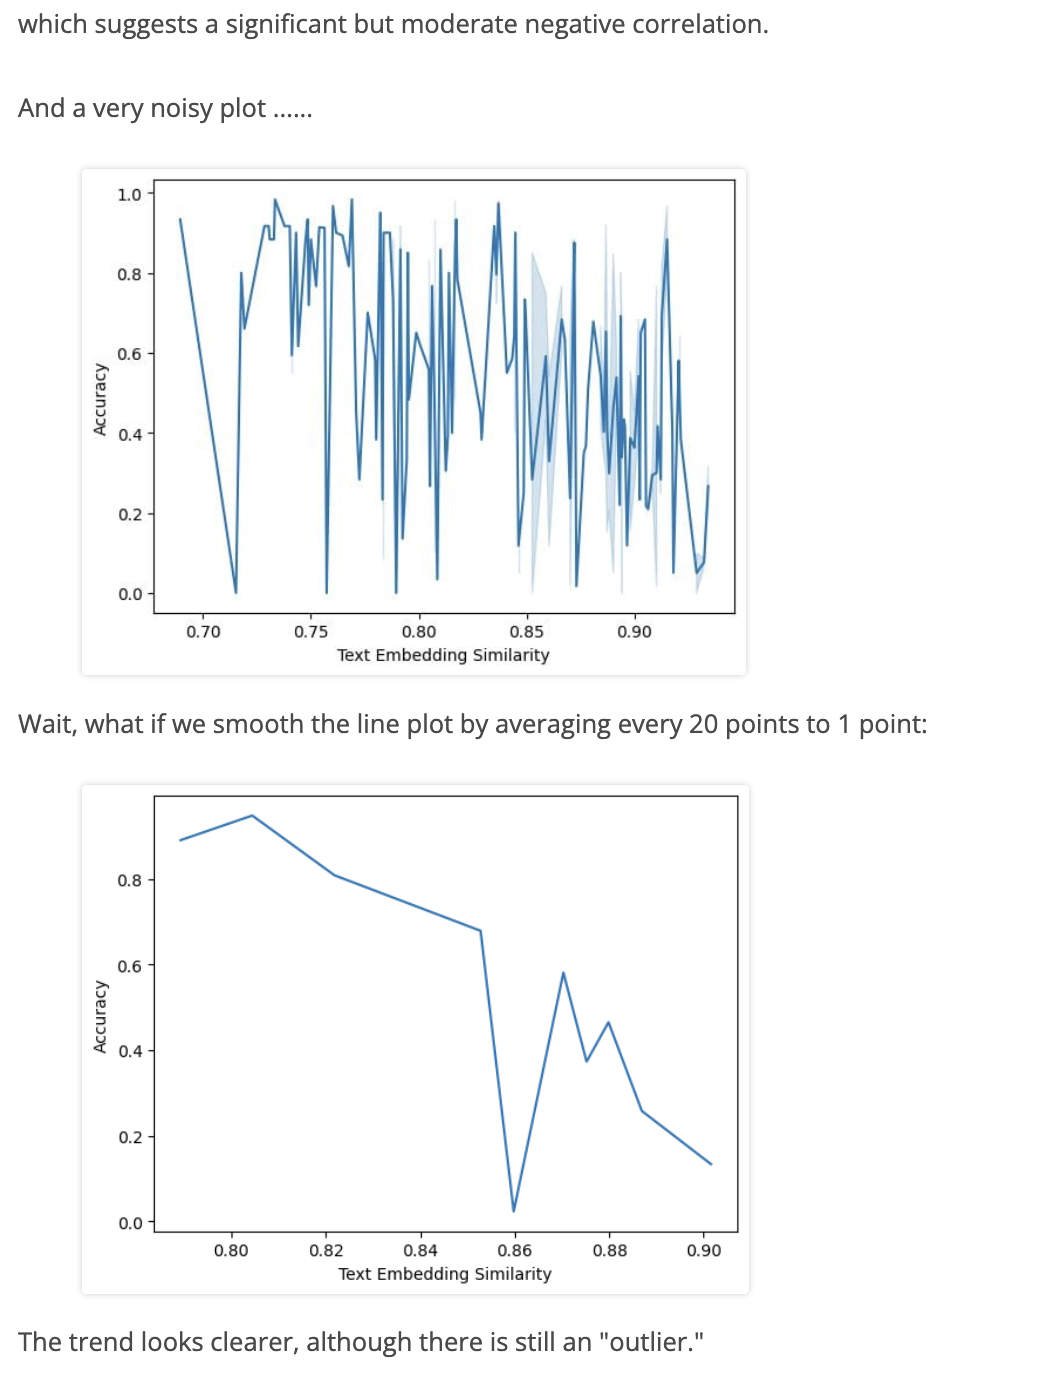 which suggests a significant but moderate negative correlation.
And a very noisy plot ......
1.0
0.8
0.6
0.4
0.2
0.0
Accuracy
0.70 0.75 0.80 0.85 0.90
Text Embedding Similarity
Wait, what if we smooth the line plot by averaging every 20 points to 1 point:
0.8
0.6
0.4
0.2
0.0
Accuracy
0.80 0.82 0.84 0.86 0.88 0.90
Text Embedding Similarity
The trend looks clearer, although there is still an "outlier."